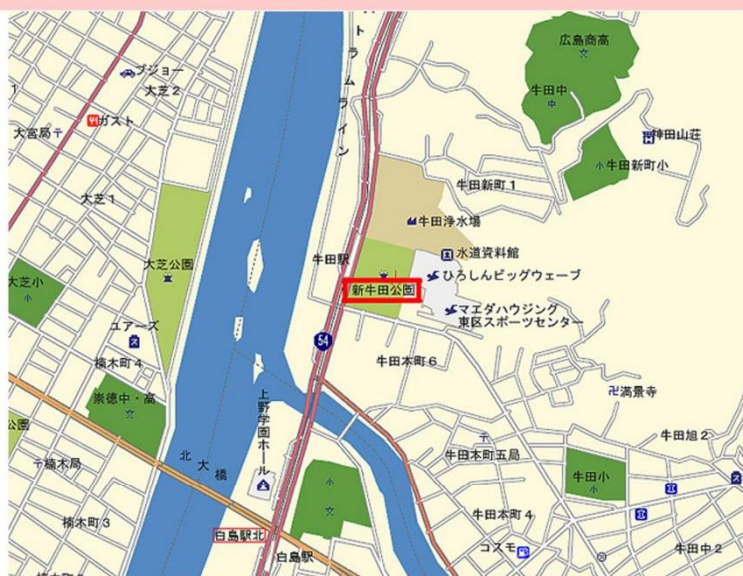 広島商高
ストラムライン
プジョー
大芝2
牛田中
ガスト
大宮局
神田山荘
牛田新町小
牛田新町1
大芝1
牛田浄水場
牛田駅
水道資料館
大芝公園
ひろしんビッグウェーブ
大芝小
新牛田公園
マエダハウジング
東区スポーツセンター
ユアーズ
54
楠木町4
牛田本町6
崇徳中・高
上野学園ホール
満景寺
公園
牛田旭2
北大橋
牛田本町五局
楠木局
牛田小
楠木町3
牛田本町4
白島駅北
白島駅
コスモ
牛田中2